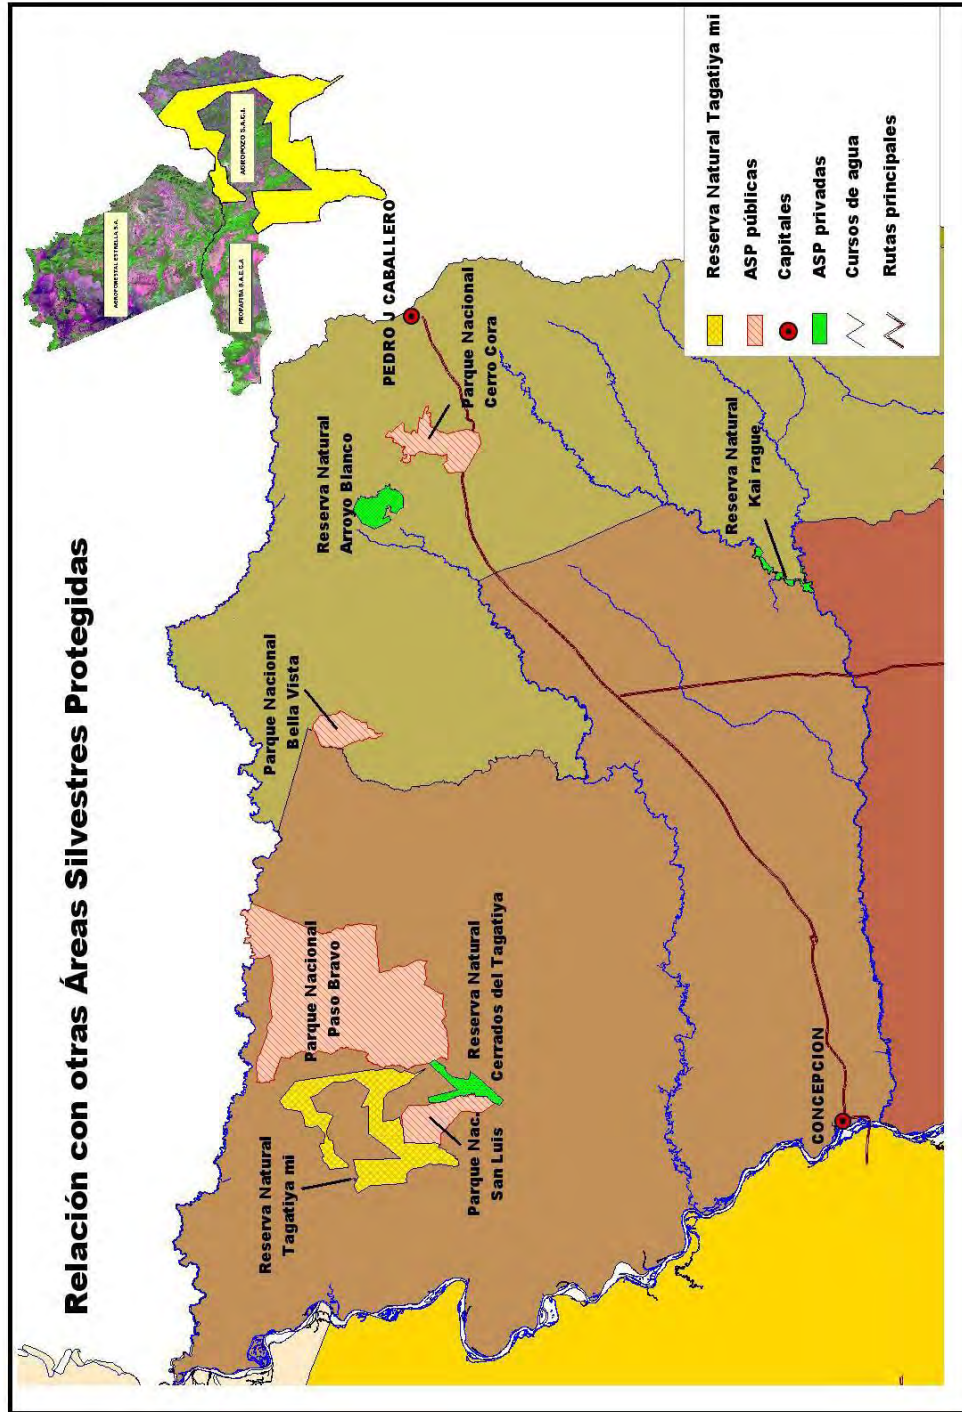 Relación con otras Áreas Silvestres Protegidas
AGROFORESTAL ESTRELLA S.A.
AGROPOZO S.A.C.I.
PROPAFISA S.A.E.C.A
Parque Nacional
Bella Vista
Reserva Natural
Arroyo Blanco
PEDRO J CABALLERO
Parque Nacional
Cerro Cora
Parque Nacional
Paso Bravo
Reserva Natural
Tagatiya mi
Parque Nac.
San Luis
Reserva Natural
Cerrados del Tagatiya
Reserva Natural
Kai rague
CONCEPCION
Reserva Natural Tagatiya mi
ASP públicas
Capitales
ASP privadas
Cursos de agua
Rutas principales